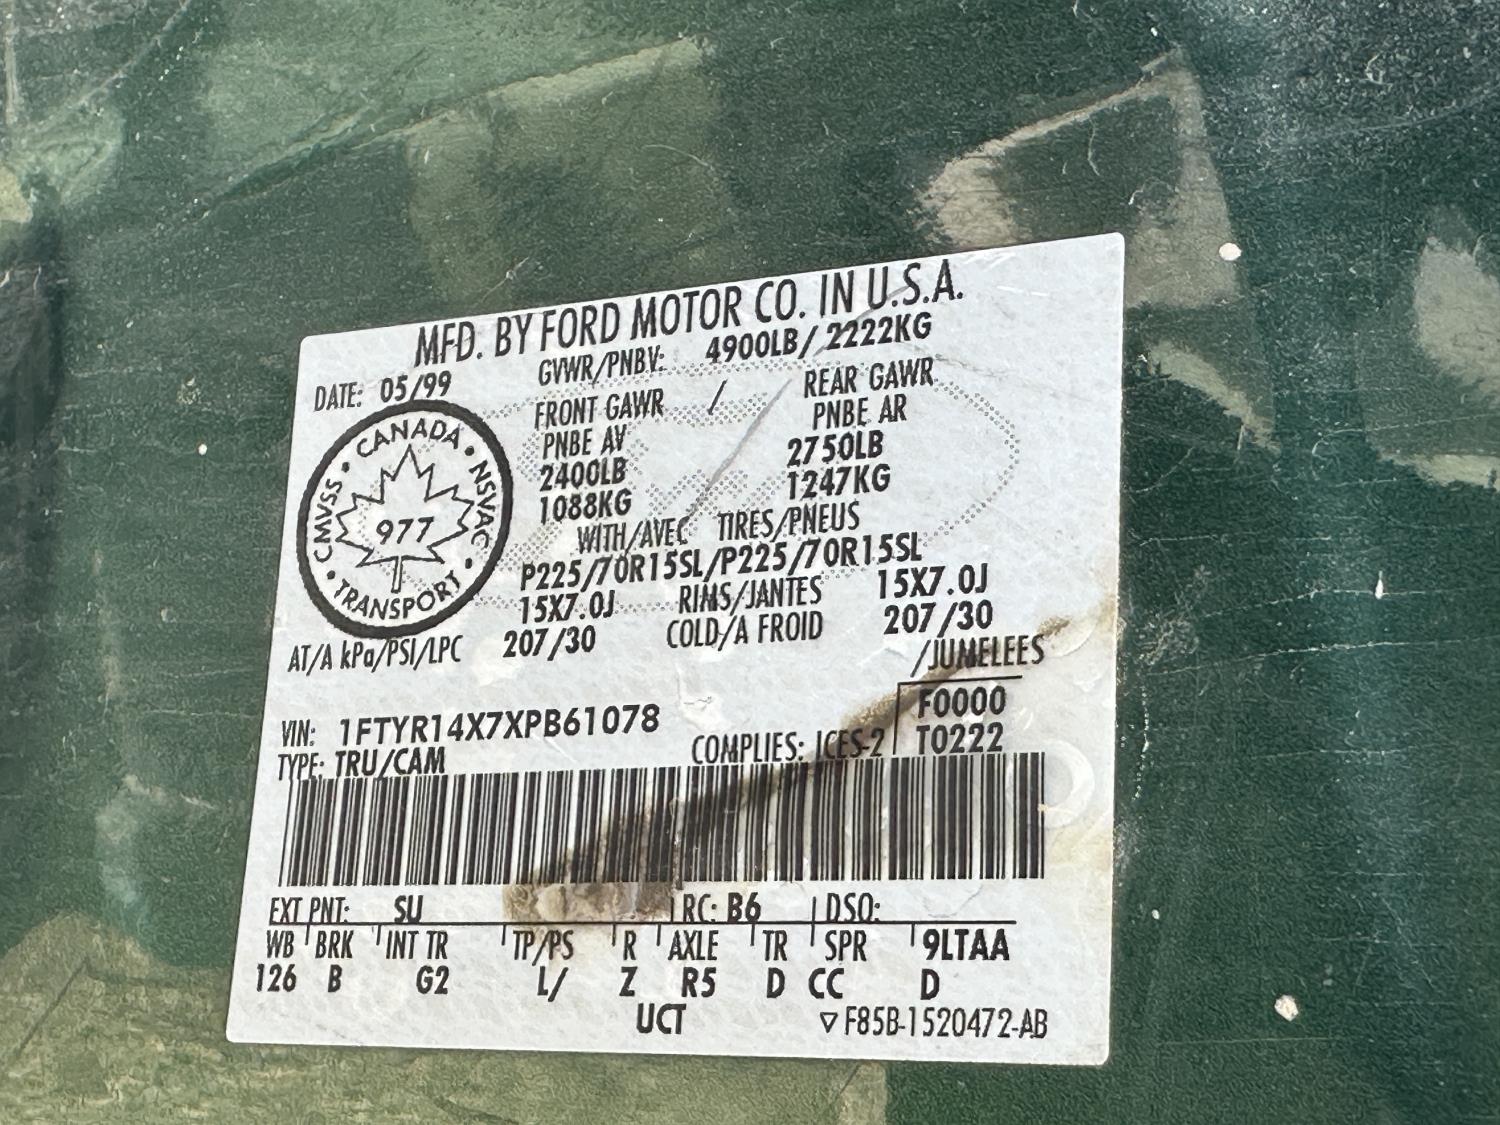 MFD. BY FORD MOTOR CO. IN U.S.A.
DATE: 05/99 GVWR/PNBV: 4900LB/ 2222KG
FRONT GAWR / REAR GAWR
PNBE AV PNBE AR
2400LB 2750LB
1088KG 1247KG
WITH/AVEC TIRES/PNEUS
P225/70R15SL/P225/70R15SL
15X7.0J RIMS/JANTES 15X7.0J
AT/A kPa/PSI/LPC 207/30 COLD/A FROID 207/30
/JUMELEES
CANADA · NSVAC · TRANSPORT · CMVSS ·
977
VIN: 1FTYR14X7XPB61078 F0000
TYPE: TRU/CAM COMPLIES: ICES-2 T0222
EXT PNT: SU RC: B6 DSO:
WB BRK INT TR TP/PS R AXLE TR SPR 9LTAA
126 B G2 L/ Z R5 D CC D
UCT ▽ F85B-1520472-AB